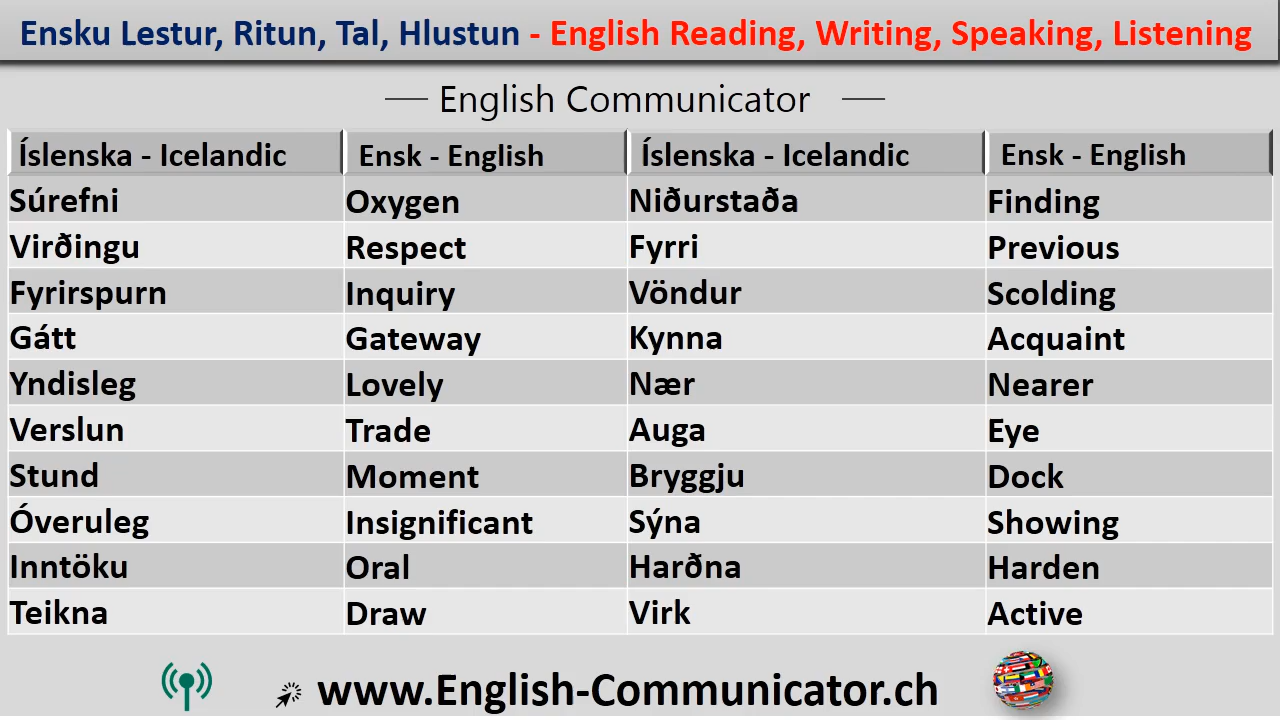 Ensku Lestur, Ritun, Tal, Hlustun - English Reading, Writing, Speaking, Listening
English Communicator
Íslenska - Icelandic Ensk - English Íslenska - Icelandic Ensk - English
Súrefni Oxygen Niðurstaða Finding
Virðingu Respect Fyrri Previous
Fyrirspurn Inquiry Vöndur Scolding
Gátt Gateway Kynna Acquaint
Yndisleg Lovely Nær Nearer
Verslun Trade Auga Eye
Stund Moment Bryggju Dock
Óveruleg Insignificant Sýna Showing
Inntöku Oral Harðna Harden
Teikna Draw Virk Active
www.English-Communicator.ch